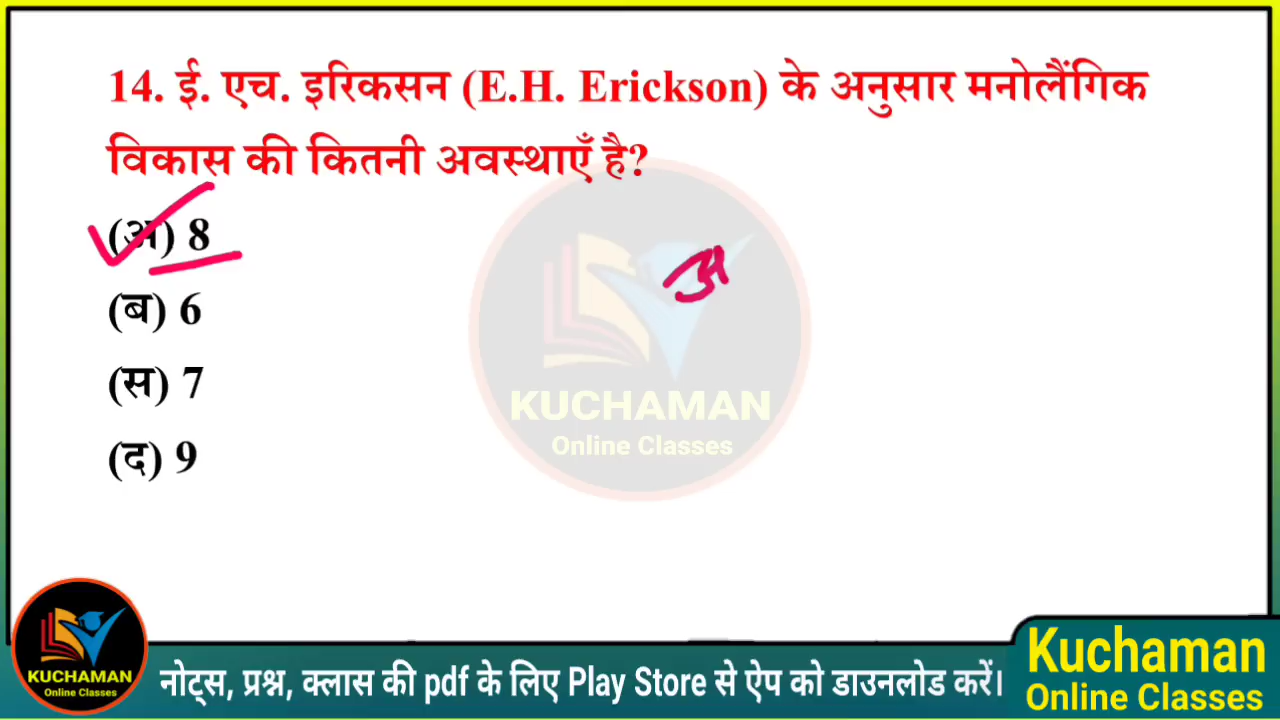 14. ई. एच. इरिकसन (E.H. Erickson) के अनुसार मनोलैंगिक
विकास की कितनी अवस्थाएँ है?
(अ) 8
अ
(ब) 6
(स) 7
(द) 9
KUCHAMAN
Online Classes
KUCHAMAN
Online Classes
नोट्स, प्रश्न, क्लास की pdf के लिए Play Store से ऐप को डाउनलोड करें।
Kuchaman
Online Classes